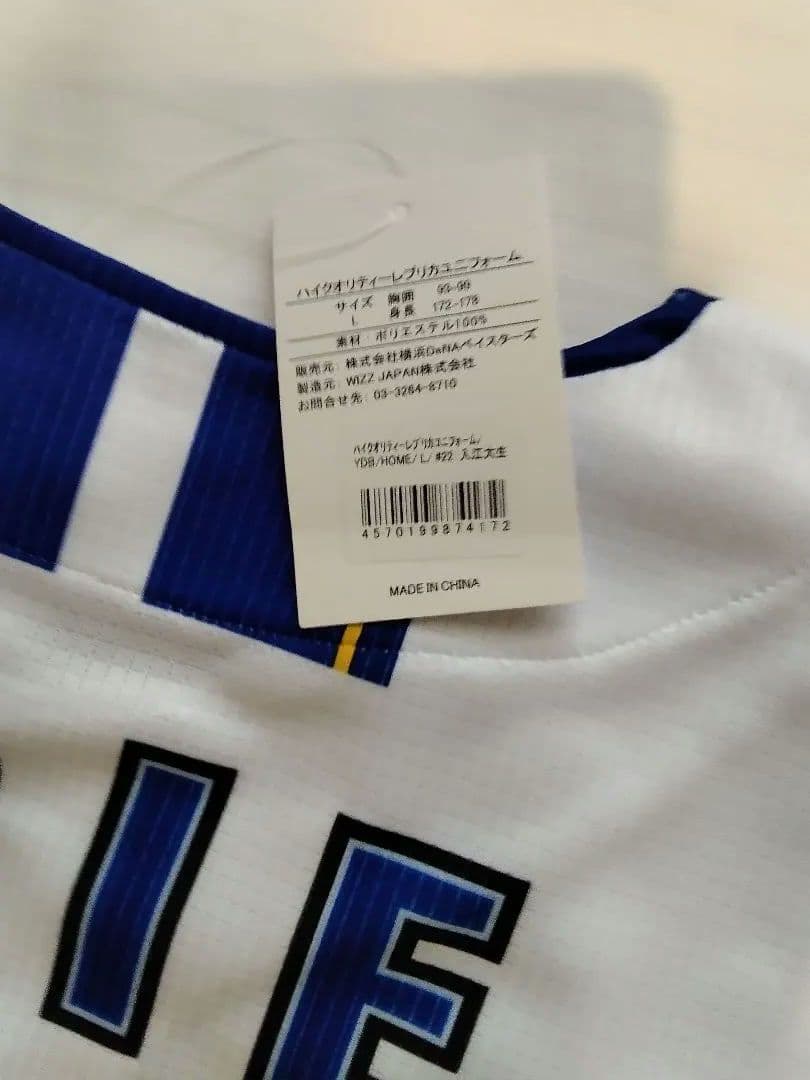 ハイクオリティーレプリカユニフォーム
サイズ 胸囲 93-99
L 身長 172-178
素材：ポリエステル100%
販売元：株式会社横浜DeNAベイスターズ
製造元：WIZZ JAPAN株式会社
お問合せ先：03-3264-8710
ハイクオリティーレプリカユニフォーム/
YDB/HOME/ L/ #22 入江大生
4570199874172
MADE IN CHINA
IE